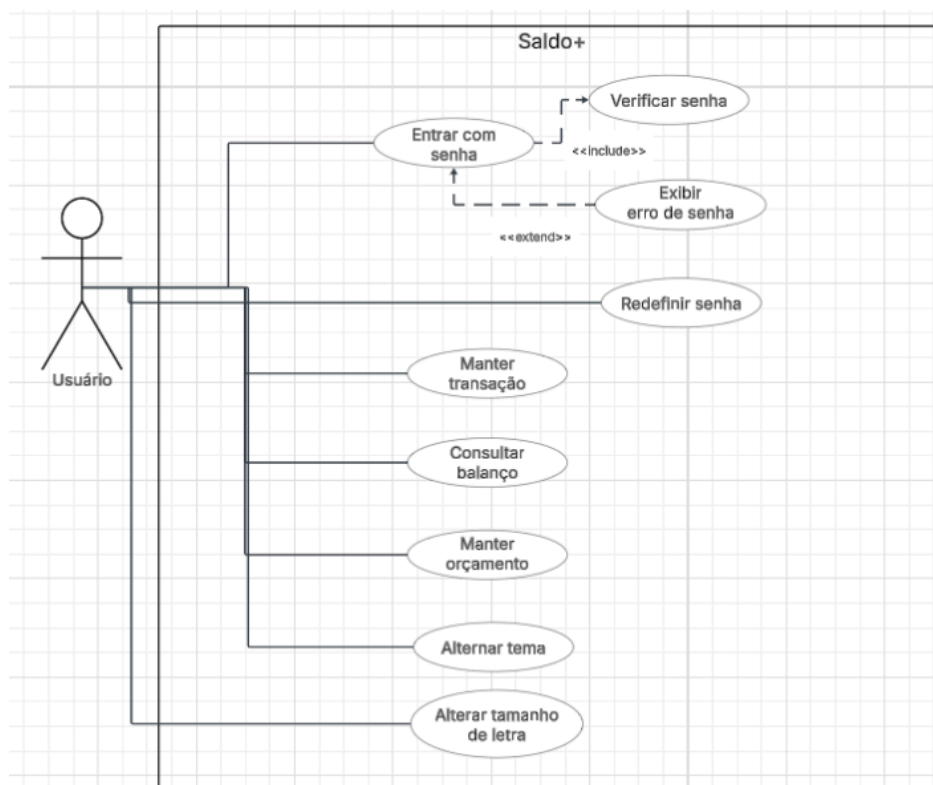 Saldo+
Verificar senha
Entrar com
senha
<<include>>
Exibir
erro de senha
<<extend>>
Redefinir senha
Usuário
Manter
transação
Consultar
balanço
Manter
orçamento
Alternar tema
Alterar tamanho
de letra